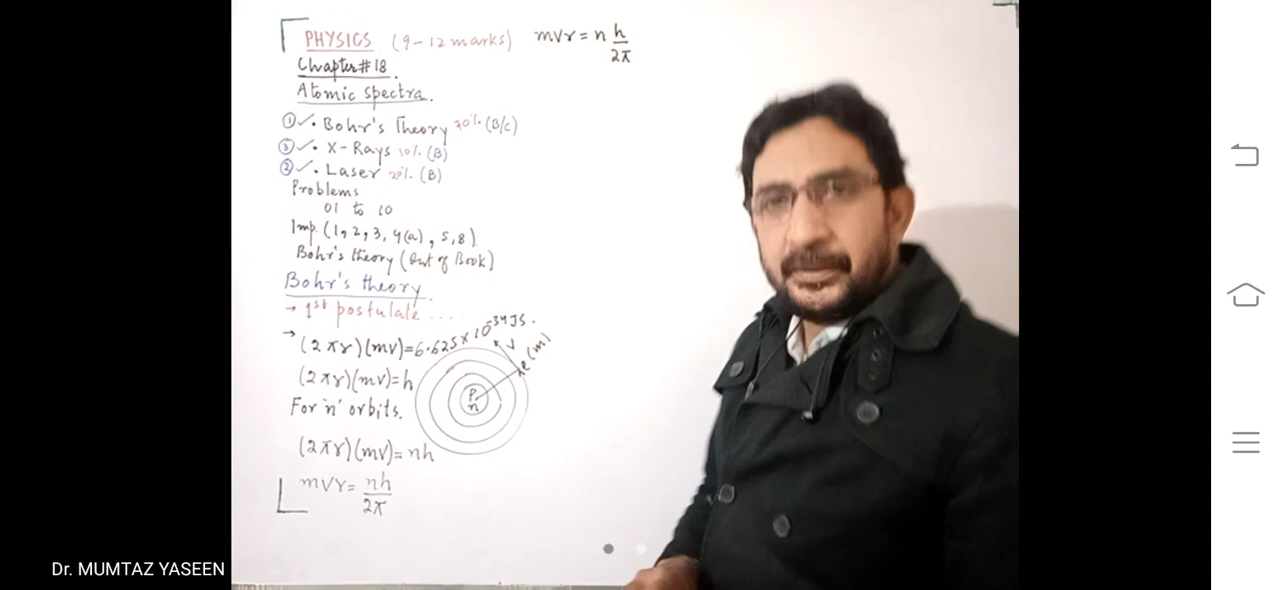 PHYSICS (9-12 marks) mvr = n h/2π
Chapter#18.
Atomic spectra.
① ✓. Bohr's Theory 70% (B/C)
③ ✓. X-Rays 10% (B)
② ✓. Laser 20% (B)
Problems
01 to 10
Imp. (1,2,3,4(a),5,8)
Bohr's theory (Out of Book)
Bohr's theory.
→ 1st postulate ....
→ (2πr)(mv)=6.625×10⁻³⁴JS.
v
e(m)
(2πr)(mv)=h
P
n
For 'n' orbits.
(2πr)(mv)=nh
mvr= nh/2π
Dr. MUMTAZ YASEEN